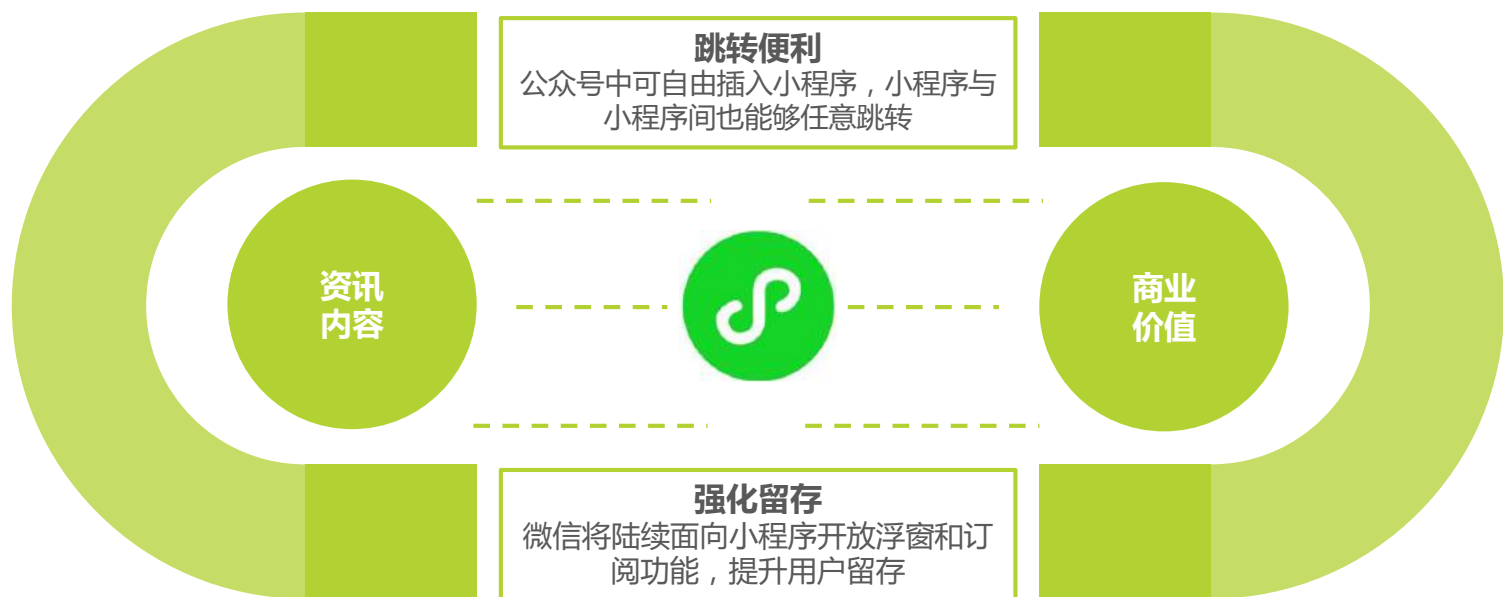 跳转便利
公众号中可自由插入小程序，小程序与
小程序间也能够任意跳转
资讯
内容
商业
价值
强化留存
微信将陆续面向小程序开放浮窗和订
阅功能，提升用户留存